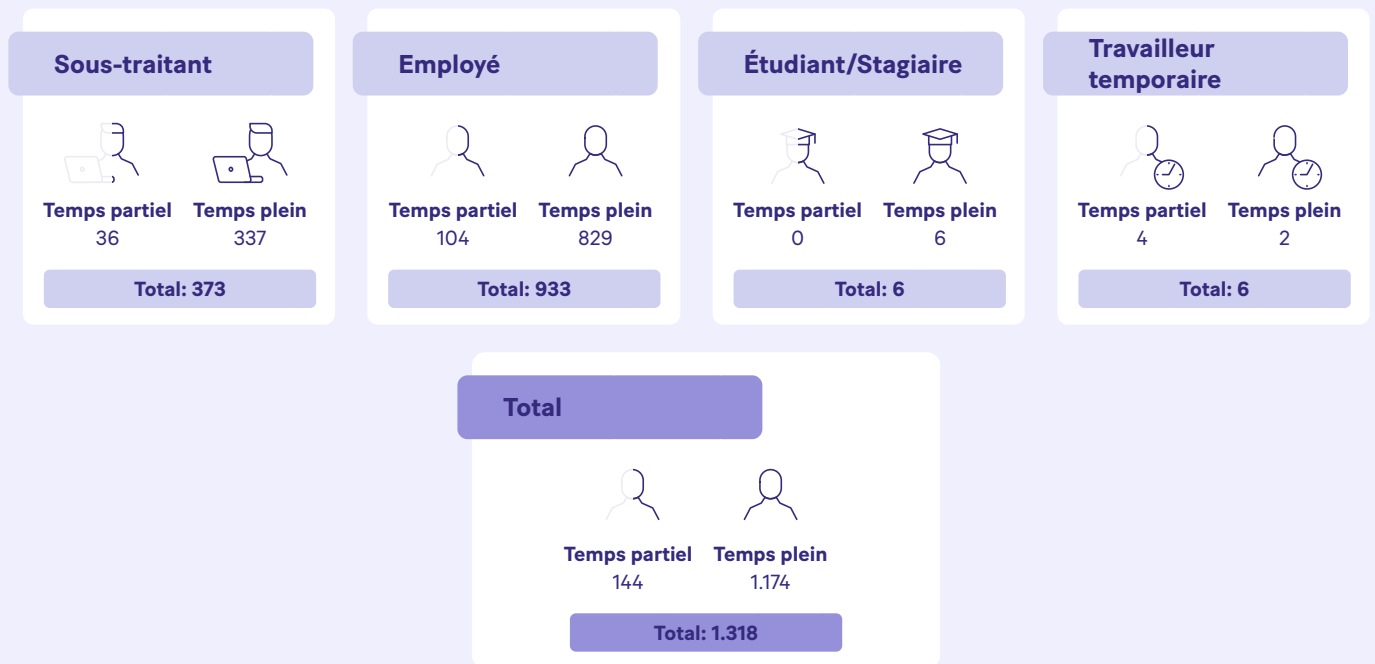 Sous-traitant
Temps partiel
36
Temps plein
337
Total: 373
Employé
Temps partiel
104
Temps plein
829
Total: 933
Étudiant/Stagiaire
Temps partiel
0
Temps plein
6
Total: 6
Travailleur
temporaire
Temps partiel
4
Temps plein
2
Total: 6
Total
Temps partiel
144
Temps plein
1.174
Total: 1.318